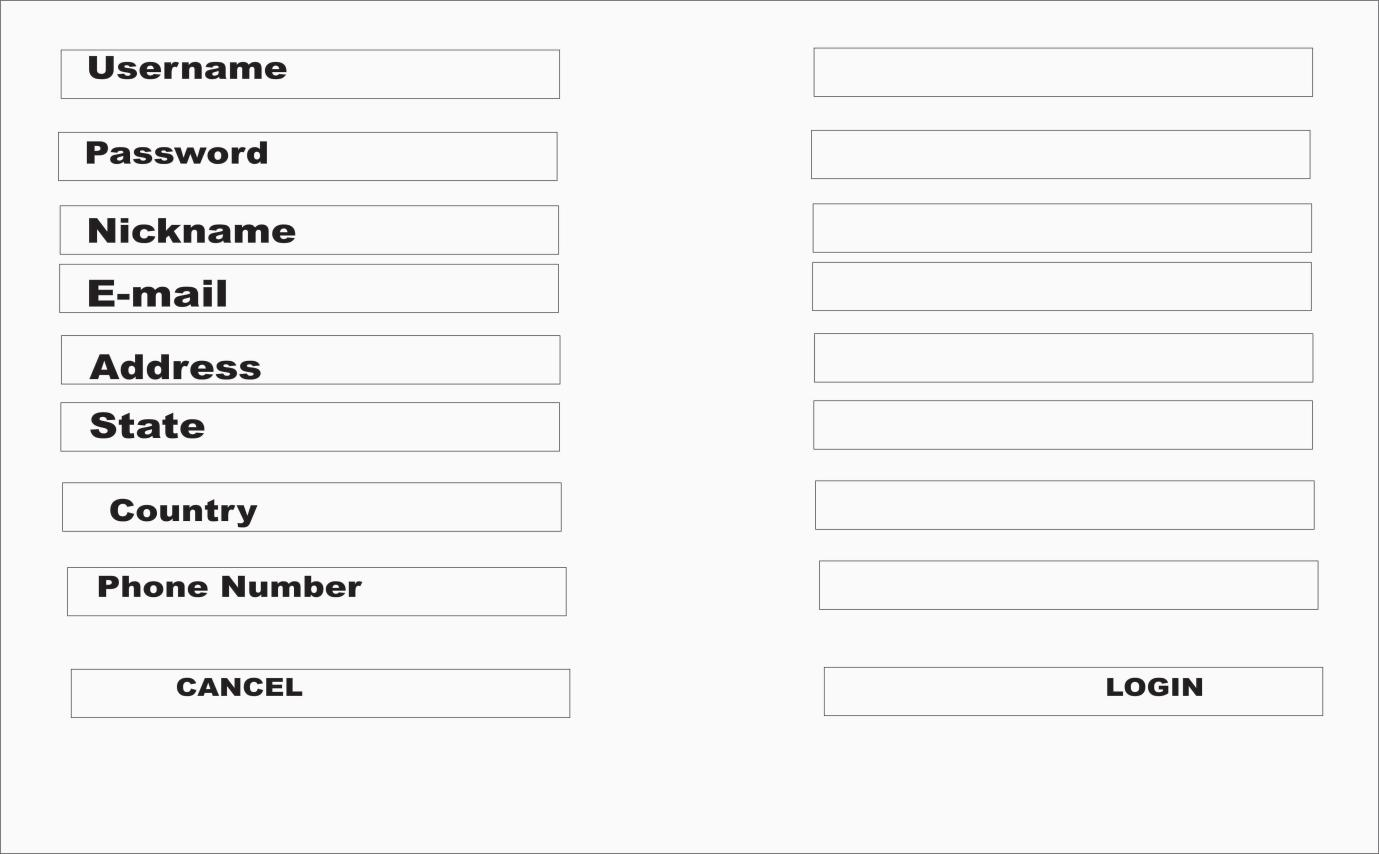 Username
Password
Nickname
E-mail
Address
State
Country
Phone Number
CANCEL
LOGIN